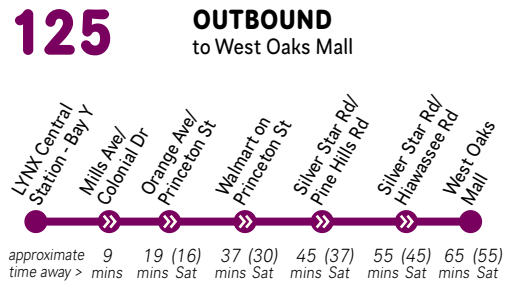 125
OUTBOUND
to West Oaks Mall
LYNX Central
Station - Bay Y
Mills Ave/
Colonial Dr
Orange Ave/
Princeton St
Walmart on
Princeton St
Silver Star Rd/
Pine Hills Rd
Silver Star Rd/
Hiawassee Rd
West Oaks
Mall
approximate 9 19 (16) 37 (30) 45 (37) 55 (45) 65 (55)
time away > mins mins Sat mins Sat mins Sat mins Sat mins Sat